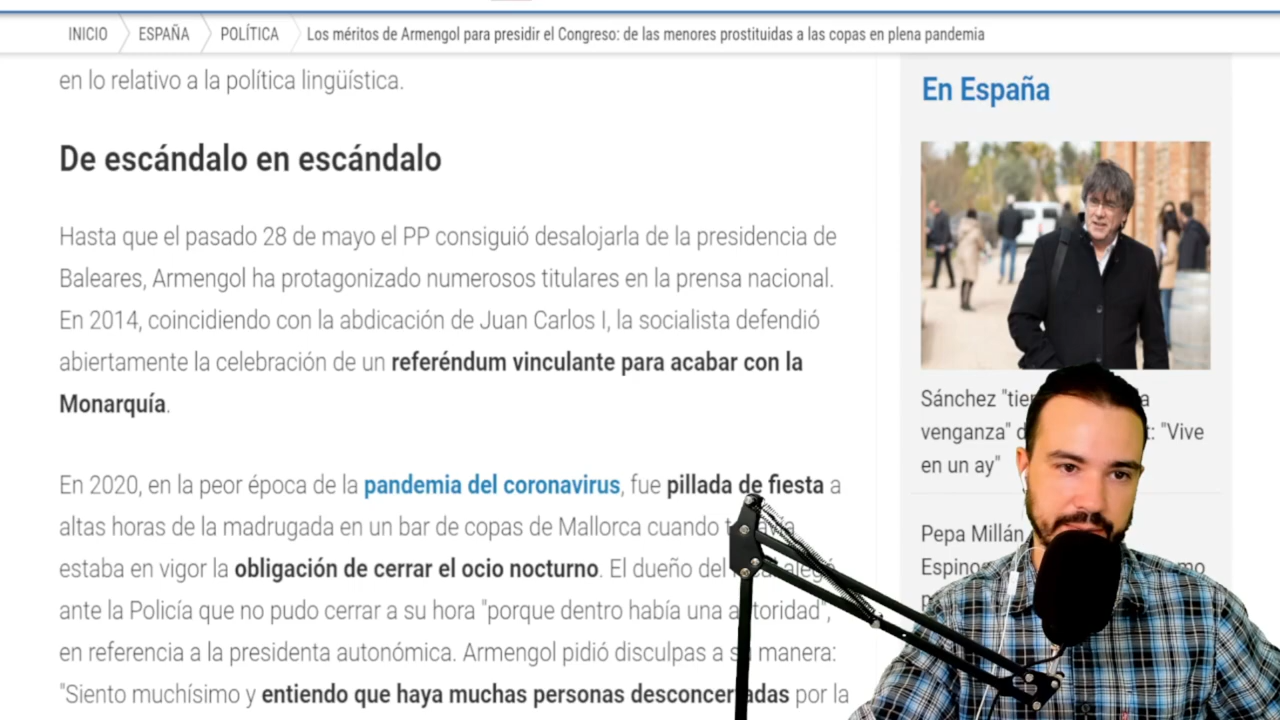 INICIO ESPAÑA POLÍTICA Los méritos de Armengol para presidir el Congreso: de las menores prostituidas a las copas en plena pandemia
en lo relativo a la política lingüística.
De escándalo en escándalo
Hasta que el pasado 28 de mayo el PP consiguió desalojarla de la presidencia de
Baleares, Armengol ha protagonizado numerosos titulares en la prensa nacional.
En 2014, coincidiendo con la abdicación de Juan Carlos I, la socialista defendió
abiertamente la celebración de un referéndum vinculante para acabar con la
Monarquía.
En 2020, en la peor época de la pandemia del coronavirus, fue pillada de fiesta a
altas horas de la madrugada en un bar de copas de Mallorca cuando
estaba en vigor la obligación de cerrar el ocio nocturno. El dueño del alegó
ante la Policía que no pudo cerrar a su hora "porque dentro había una autoridad",
en referencia a la presidenta autonómica. Armengol pidió disculpas a su manera:
"Siento muchísimo y entiendo que haya muchas personas desconcertadas por la
En España
Sánchez
venganza" "Vive
en un ay"
Pepa Millán